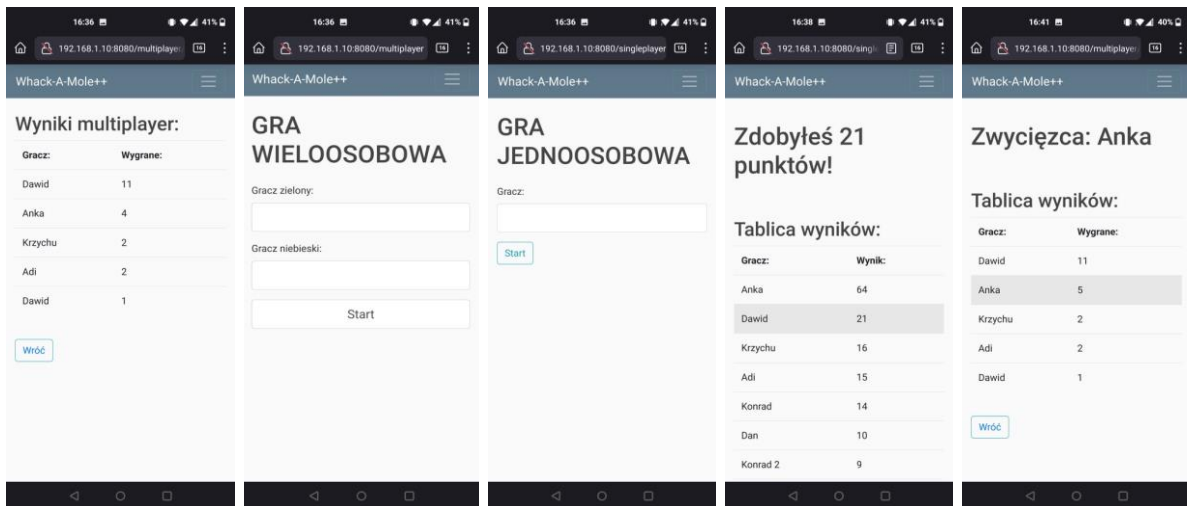 16:36 41%
192.168.1.10:8080/multiplayer 16
Whack-A-Mole++
Wyniki multiplayer:
Gracz: Wygrane:
Dawid 11
Anka 4
Krzychu 2
Adi 2
Dawid 1
Wróć
16:36 41%
192.168.1.10:8080/multiplayer 16
Whack-A-Mole++
GRA
WIELOOSOBOWA
Gracz zielony:
Gracz niebieski:
Start
16:36 41%
192.168.1.10:8080/singleplayer 16
Whack-A-Mole++
GRA
JEDNOOSOBOWA
Gracz:
Start
16:38 41%
192.168.1.10:8080/singl 16
Whack-A-Mole++
Zdobyłeś 21
punktów!
Tablica wyników:
Gracz: Wynik:
Anka 64
Dawid 21
Krzychu 16
Adi 15
Konrad 14
Dan 10
Konrad 2 9
16:41 40%
192.168.1.10:8080/multiplayer 16
Whack-A-Mole++
Zwycięzca: Anka
Tablica wyników:
Gracz: Wygrane:
Dawid 11
Anka 5
Krzychu 2
Adi 2
Dawid 1
Wróć